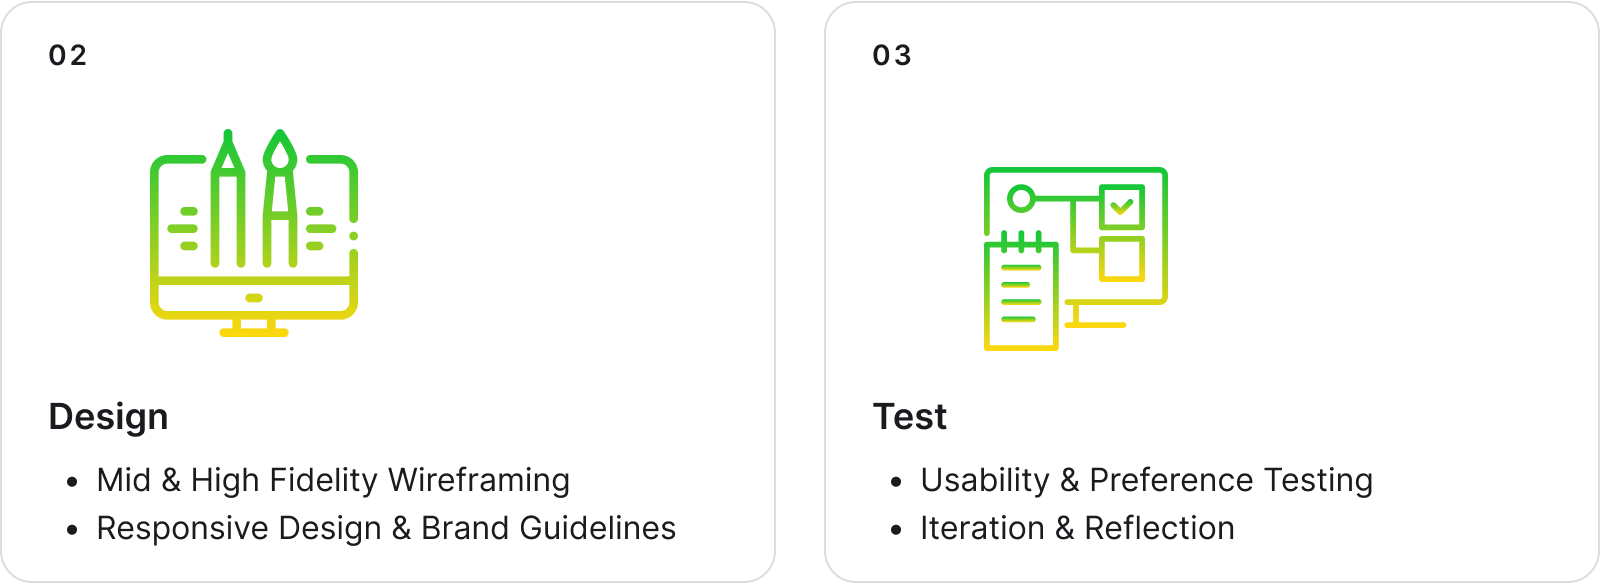 02
Design
• Mid & High Fidelity Wireframing
• Responsive Design & Brand Guidelines
03
Test
• Usability & Preference Testing
• Iteration & Reflection